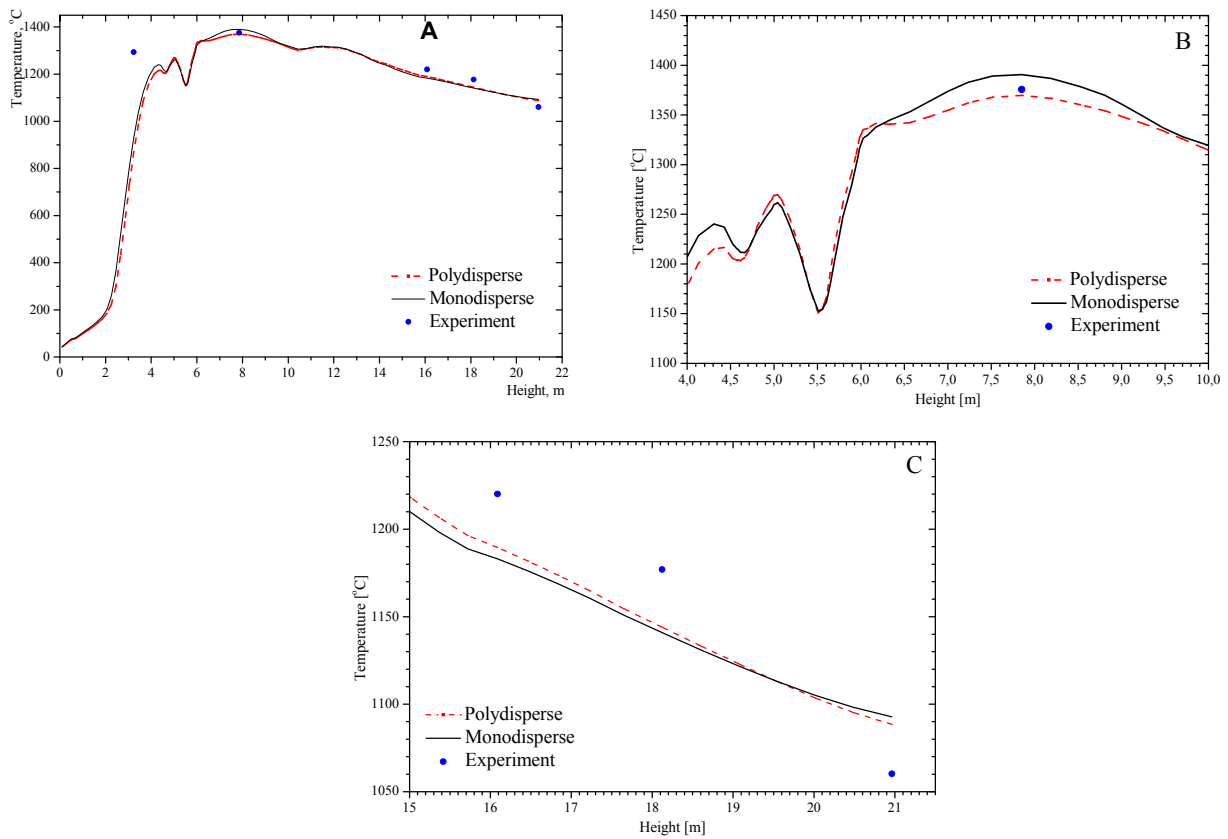 Temperature, °C
1400
1200
1000
800
600
400
200
0
A
Polydisperse
Monodisperse
Experiment
0 2 4 6 8 10 12 14 16 18 20 22
Height, m
Temperature [°C]
1450
1400
1350
1300
1250
1200
1150
1100
B
Polydisperse
Monodisperse
Experiment
4,0 4,5 5,0 5,5 6,0 6,5 7,0 7,5 8,0 8,5 9,0 9,5 10,0
Height [m]
Temperature [°C]
1250
1200
1150
1100
1050
C
Polydisperse
Monodisperse
Experiment
15 16 17 18 19 20 21
Height [m]